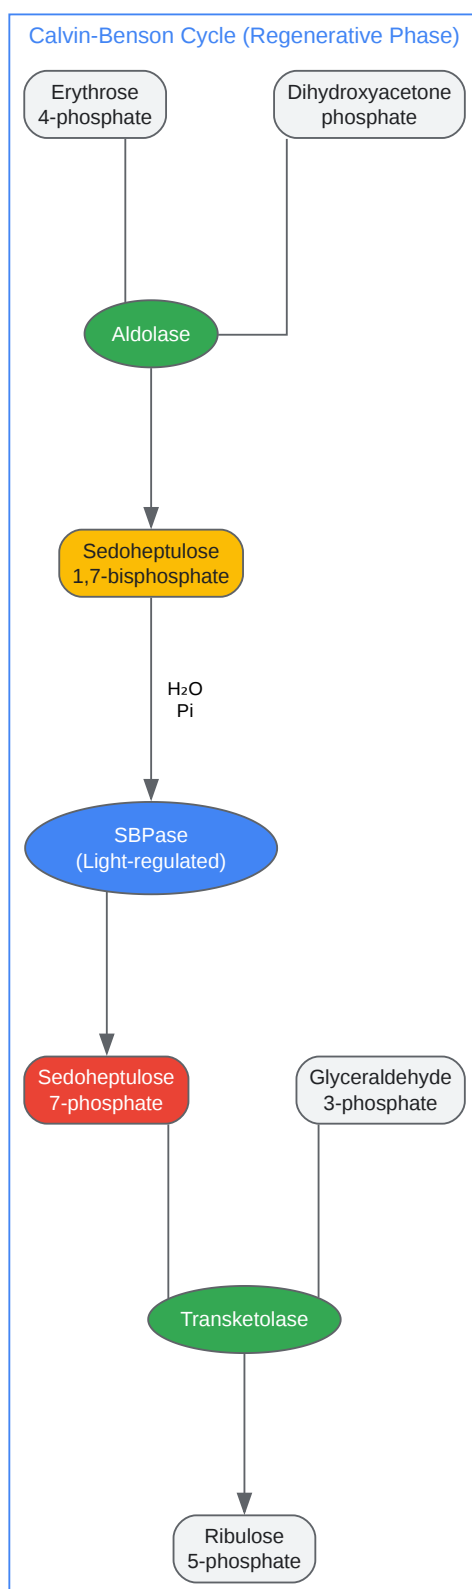 Calvin-Benson Cycle (Regenerative Phase)
Erythrose
4-phosphate
Dihydroxyacetone
phosphate
Aldolase
Sedoheptulose
1,7-bisphosphate
H₂O
Pi
SBPase
(Light-regulated)
Sedoheptulose
7-phosphate
Glyceraldehyde
3-phosphate
Transketolase
Ribulose
5-phosphate